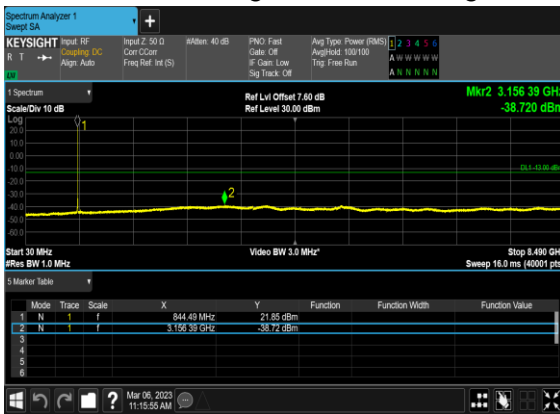 Spectrum Analyzer 1
Swept SA
+
KEYSIGHT Input: RF Input Z: 50 Ω #Atten: 40 dB PNO: Fast Avg Type: Power (RMS) 1 2 3 4 5 6
R T Coupling: DC Corr CCorr Gate: Off Avg|Hold: 100/100 A W W W W W
Align: Auto Freq Ref: Int (S) IF Gain: Low Trig: Free Run
Sig Track: Off A N N N N N
1 Spectrum Ref Lvl Offset 7.60 dB Mkr2 3.156 39 GHz
Scale/Div 10 dB Ref Level 30.00 dBm -38.720 dBm
Log
20.0
10.0
0.00
-10.0
-20.0
-30.0
-40.0
-50.0
-60.0
1
2
DL1 -13.00 dBm
Start 30 MHz Video BW 3.0 MHz* Stop 8.490 GHz
#Res BW 1.0 MHz Sweep 16.0 ms (40001 pts)
5 Marker Table
Mode Trace Scale X Y Function Function Width Function Value
1 N 1 f 844.49 MHz 21.85 dBm
2 N 1 f 3.156 39 GHz -38.72 dBm
3
4
5
6
? Mar 06, 2023
11:15:55 AM